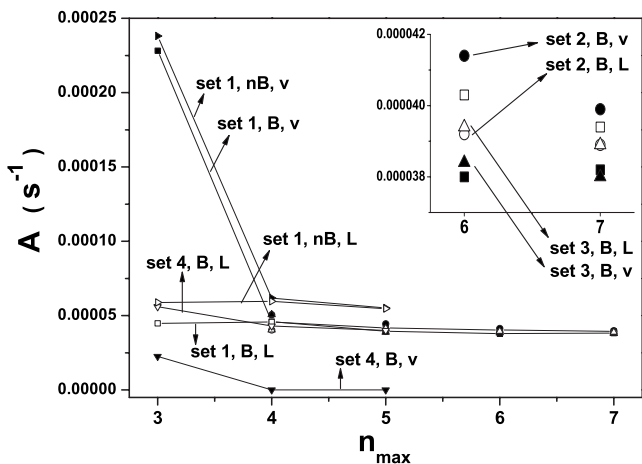 0.00025
0.00020
0.00015
0.00010
0.00005
0.00000
A (s⁻¹)
3
4
5
6
7
n_max
set 1, nB, v
set 1, B, v
set 1, nB, L
set 4, B, L
set 1, B, L
set 4, B, v
0.000042
0.000040
0.000038
6
7
set 2, B, v
set 2, B, L
set 3, B, L
set 3, B, v